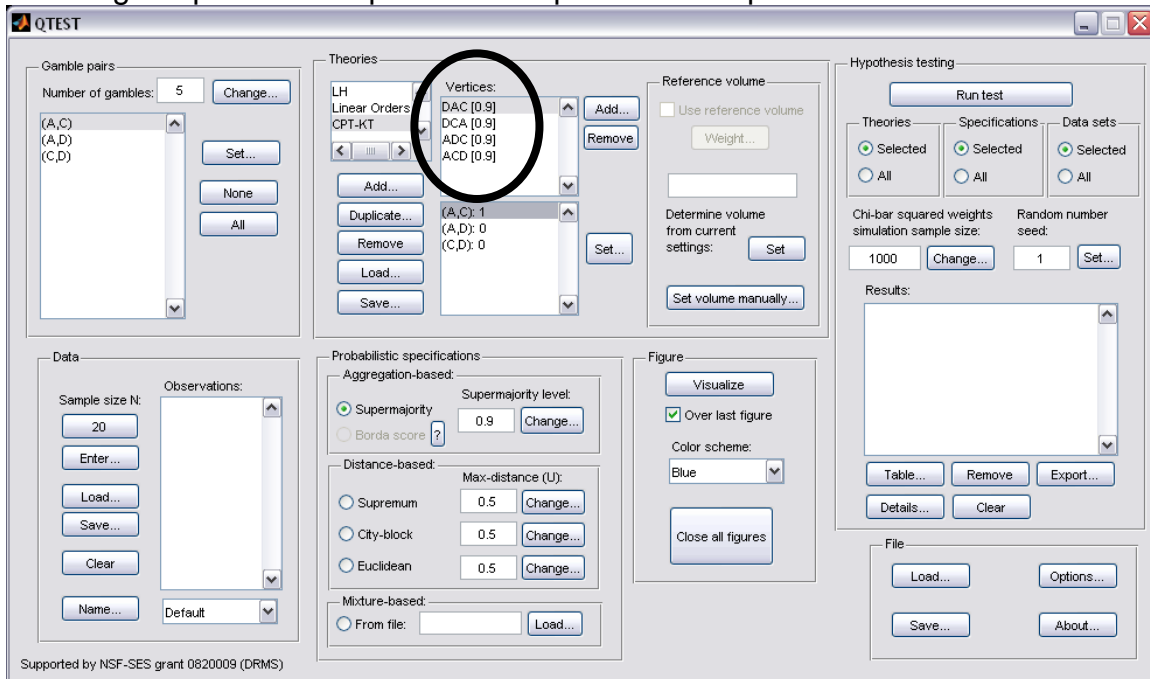 QTEST
Gamble pairs
Number of gambles: 5 Change...
(A,C)
(A,D)
(C,D)
Set...
None
All
Theories
LH
Linear Orders
CPT-KT
Add...
Duplicate...
Remove
Load...
Save...
Vertices:
DAC [0.9]
DCA [0.9]
ADC [0.9]
ACD [0.9]
Add...
Remove
(A,C): 1
(A,D): 0
(C,D): 0
Set...
Reference volume
Use reference volume
Weight...
Determine volume
from current
settings: Set
Set volume manually...
Hypothesis testing
Run test
Theories
Selected
All
Specifications
Selected
All
Data sets
Selected
All
Chi-bar squared weights
simulation sample size:
1000 Change...
Random number
seed:
1 Set...
Results:
Table... Remove Export...
Details... Clear
Data
Sample size N:
20
Enter...
Load...
Save...
Clear
Name... Default
Observations:
Probabilistic specifications
Aggregation-based:
Supermajority level:
Supermajority 0.9 Change...
Borda score ?
Distance-based:
Max-distance (U):
Supremum 0.5 Change...
City-block 0.5 Change...
Euclidean 0.5 Change...
Mixture-based:
From file: Load...
Figure
Visualize
Over last figure
Color scheme:
Blue
Close all figures
File
Load... Options...
Save... About...
Supported by NSF-SES grant 0820009 (DRMS)